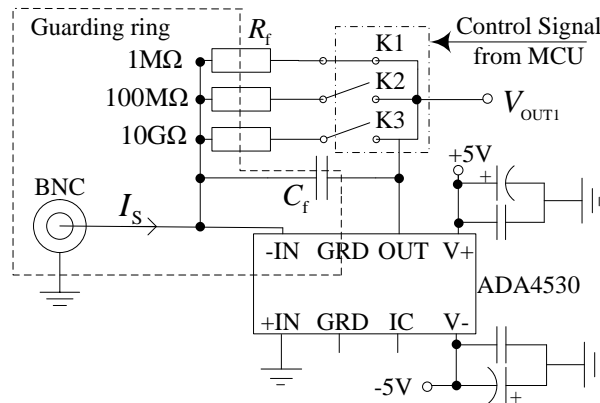 Guarding ring
R_f
K1
Control Signal
from MCU
1MΩ
K2
100MΩ
V_OUT1
K3
10GΩ
+5V
+
BNC
C_f
I_S
-IN GRD OUT V+
ADA4530
+IN GRD IC V-
-5V
+